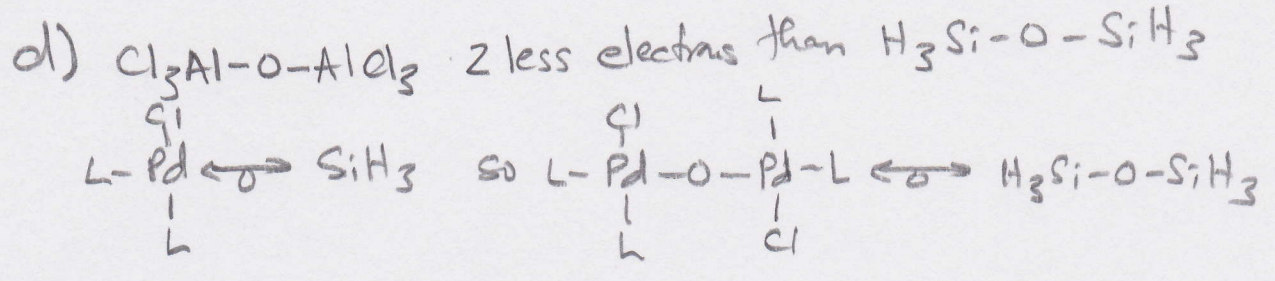 d) Cl3Al-O-AlCl3 2 less electrons than H3Si-O-SiH3
Cl Cl L
L-Pd <-o-> SiH3 so L-Pd-O-Pd-L <-o-> H3Si-O-SiH3
L L Cl